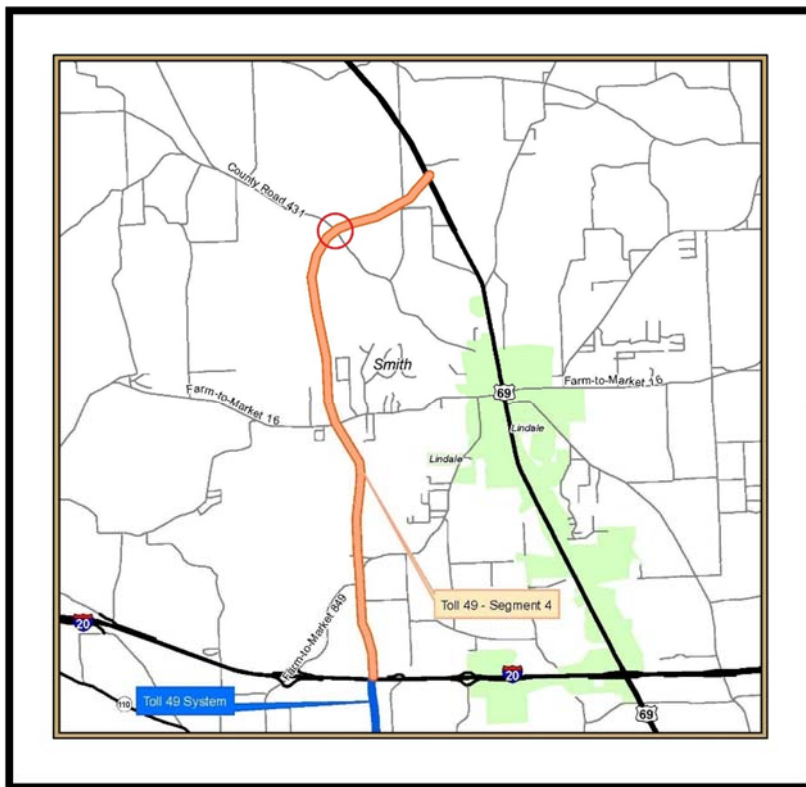 County Road 431
Smith
Farm-to-Market 16
Farm-to-Market 16
69
Lindale
Lindale
Toll 49 - Segment 4
Farm-to-Market 849
20
20
110
Toll 49 System
69